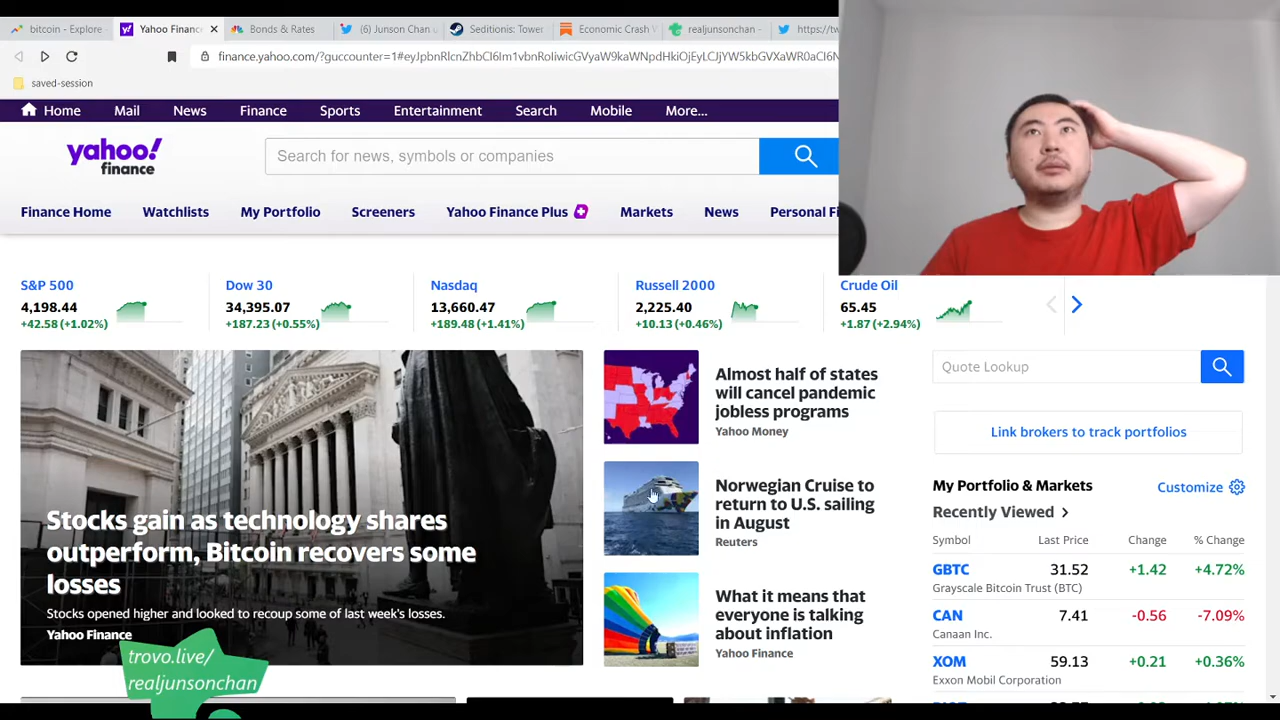 bitcoin - Explore
Yahoo Financ
Bonds & Rates
(6) Junson Chan
Seditionis: Tower
Economic Crash
realjunsonchan -
https://tw
finance.yahoo.com/?guccounter=1#
saved-session
Home Mail News Finance Sports Entertainment Search Mobile More...
yahoo!
finance
Search for news, symbols or companies
Finance Home Watchlists My Portfolio Screeners Yahoo Finance Plus Markets News Personal Fi
S&P 500
4,198.44
+42.58 (+1.02%)
Dow 30
34,395.07
+187.23 (+0.55%)
Nasdaq
13,660.47
+189.48 (+1.41%)
Russell 2000
2,225.40
+10.13 (+0.46%)
Crude Oil
65.45
+1.87 (+2.94%)
Stocks gain as technology shares
outperform, Bitcoin recovers some
losses
Stocks opened higher and looked to recoup some of last week's losses.
Yahoo Finance
trovo.live/
realjunsonchan
Almost half of states
will cancel pandemic
jobless programs
Yahoo Money
Norwegian Cruise to
return to U.S. sailing
in August
Reuters
What it means that
everyone is talking
about inflation
Yahoo Finance
Quote Lookup
Link brokers to track portfolios
My Portfolio & Markets Customize
Recently Viewed
Symbol Last Price Change % Change
GBTC 31.52 +1.42 +4.72%
Grayscale Bitcoin Trust (BTC)
CAN 7.41 -0.56 -7.09%
Canaan Inc.
XOM 59.13 +0.21 +0.36%
Exxon Mobil Corporation